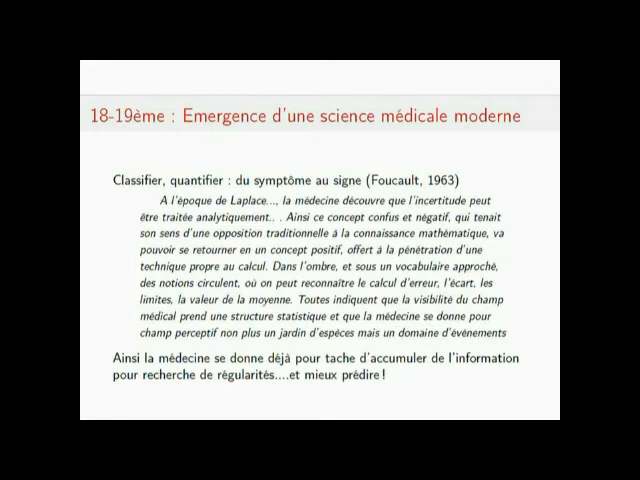 18-19ème : Emergence d'une science médicale moderne
Classifier, quantifier : du symptôme au signe (Foucault, 1963)
A l'époque de Laplace..., la médecine découvre que l'incertitude peut
être traitée analytiquement.. . Ainsi ce concept confus et négatif, qui tenait
son sens d'une opposition traditionnelle à la connaissance mathématique, va
pouvoir se retourner en un concept positif, offert à la pénétration d'une
technique propre au calcul. Dans l'ombre, et sous un vocabulaire approché,
des notions circulent, où on peut reconnaître le calcul d'erreur, l'écart, les
limites, la valeur de la moyenne. Toutes indiquent que la visibilité du champ
médical prend une structure statistique et que la médecine se donne pour
champ perceptif non plus un jardin d'espèces mais un domaine d'événements
Ainsi la médecine se donne déjà pour tache d'accumuler de l'information
pour recherche de régularités....et mieux prédire !